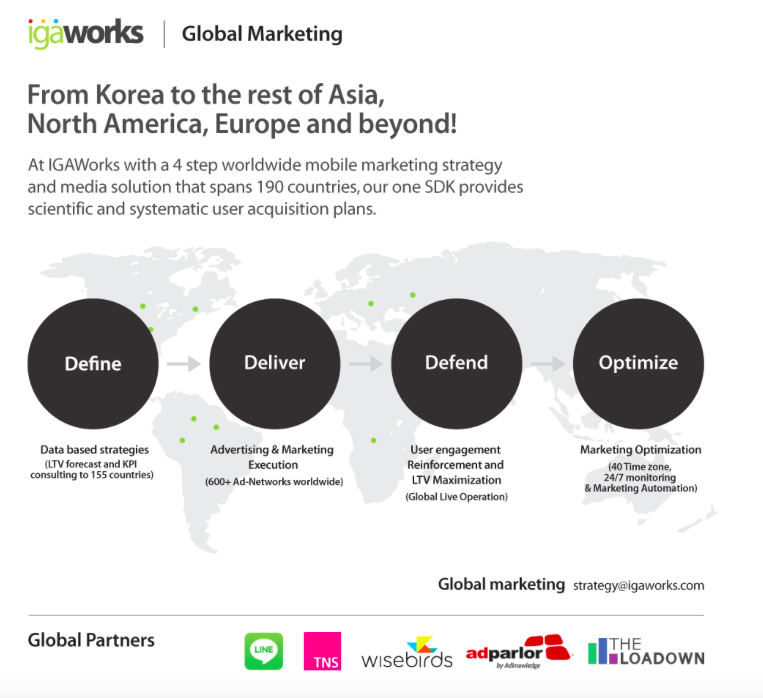 igaworks
Global Marketing
From Korea to the rest of Asia,
North America, Europe and beyond!
At IGAWorks with a 4 step worldwide mobile marketing strategy
and media solution that spans 190 countries, our one SDK provides
scientific and systematic user acquisition plans.
Define
Deliver
Defend
Optimize
Data based strategies
(LTV forecast and KPI
consulting to 155 countries)
Advertising & Marketing
Execution
(600+ Ad-Networks worldwide)
User engagement
Reinforcement and
LTV Maximization
(Global Live Operation)
Marketing Optimization
(40 Time zone,
24/7 monitoring
& Marketing Automation)
Global marketing strategy@igaworks.com
Global Partners
LINE
TNS
wisebirds
adparlor
by Adknowledge
THE
LOADOWN